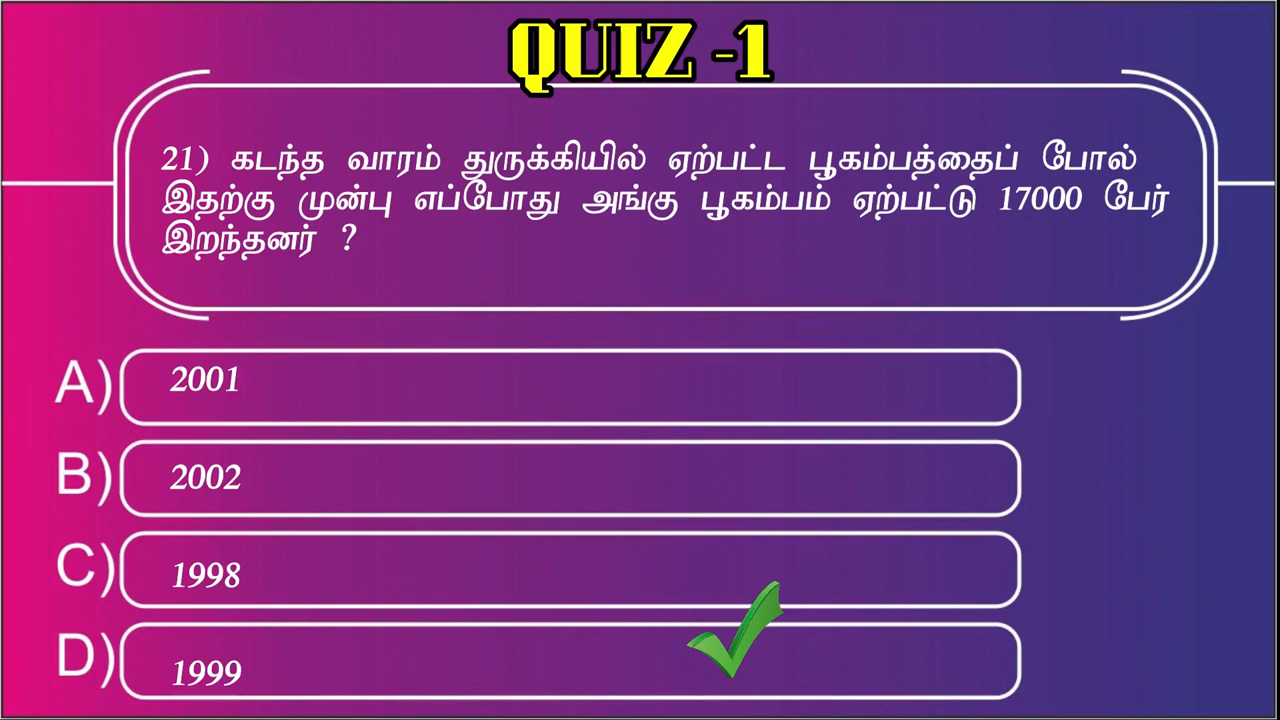 QUIZ -1
21) கடந்த வாரம் துருக்கியில் ஏற்பட்ட பூகம்பத்தைப் போல்
இதற்கு முன்பு எப்போது அங்கு பூகம்பம் ஏற்பட்டு 17000 பேர்
இறந்தனர் ?
A) 2001
B) 2002
C) 1998
D) 1999